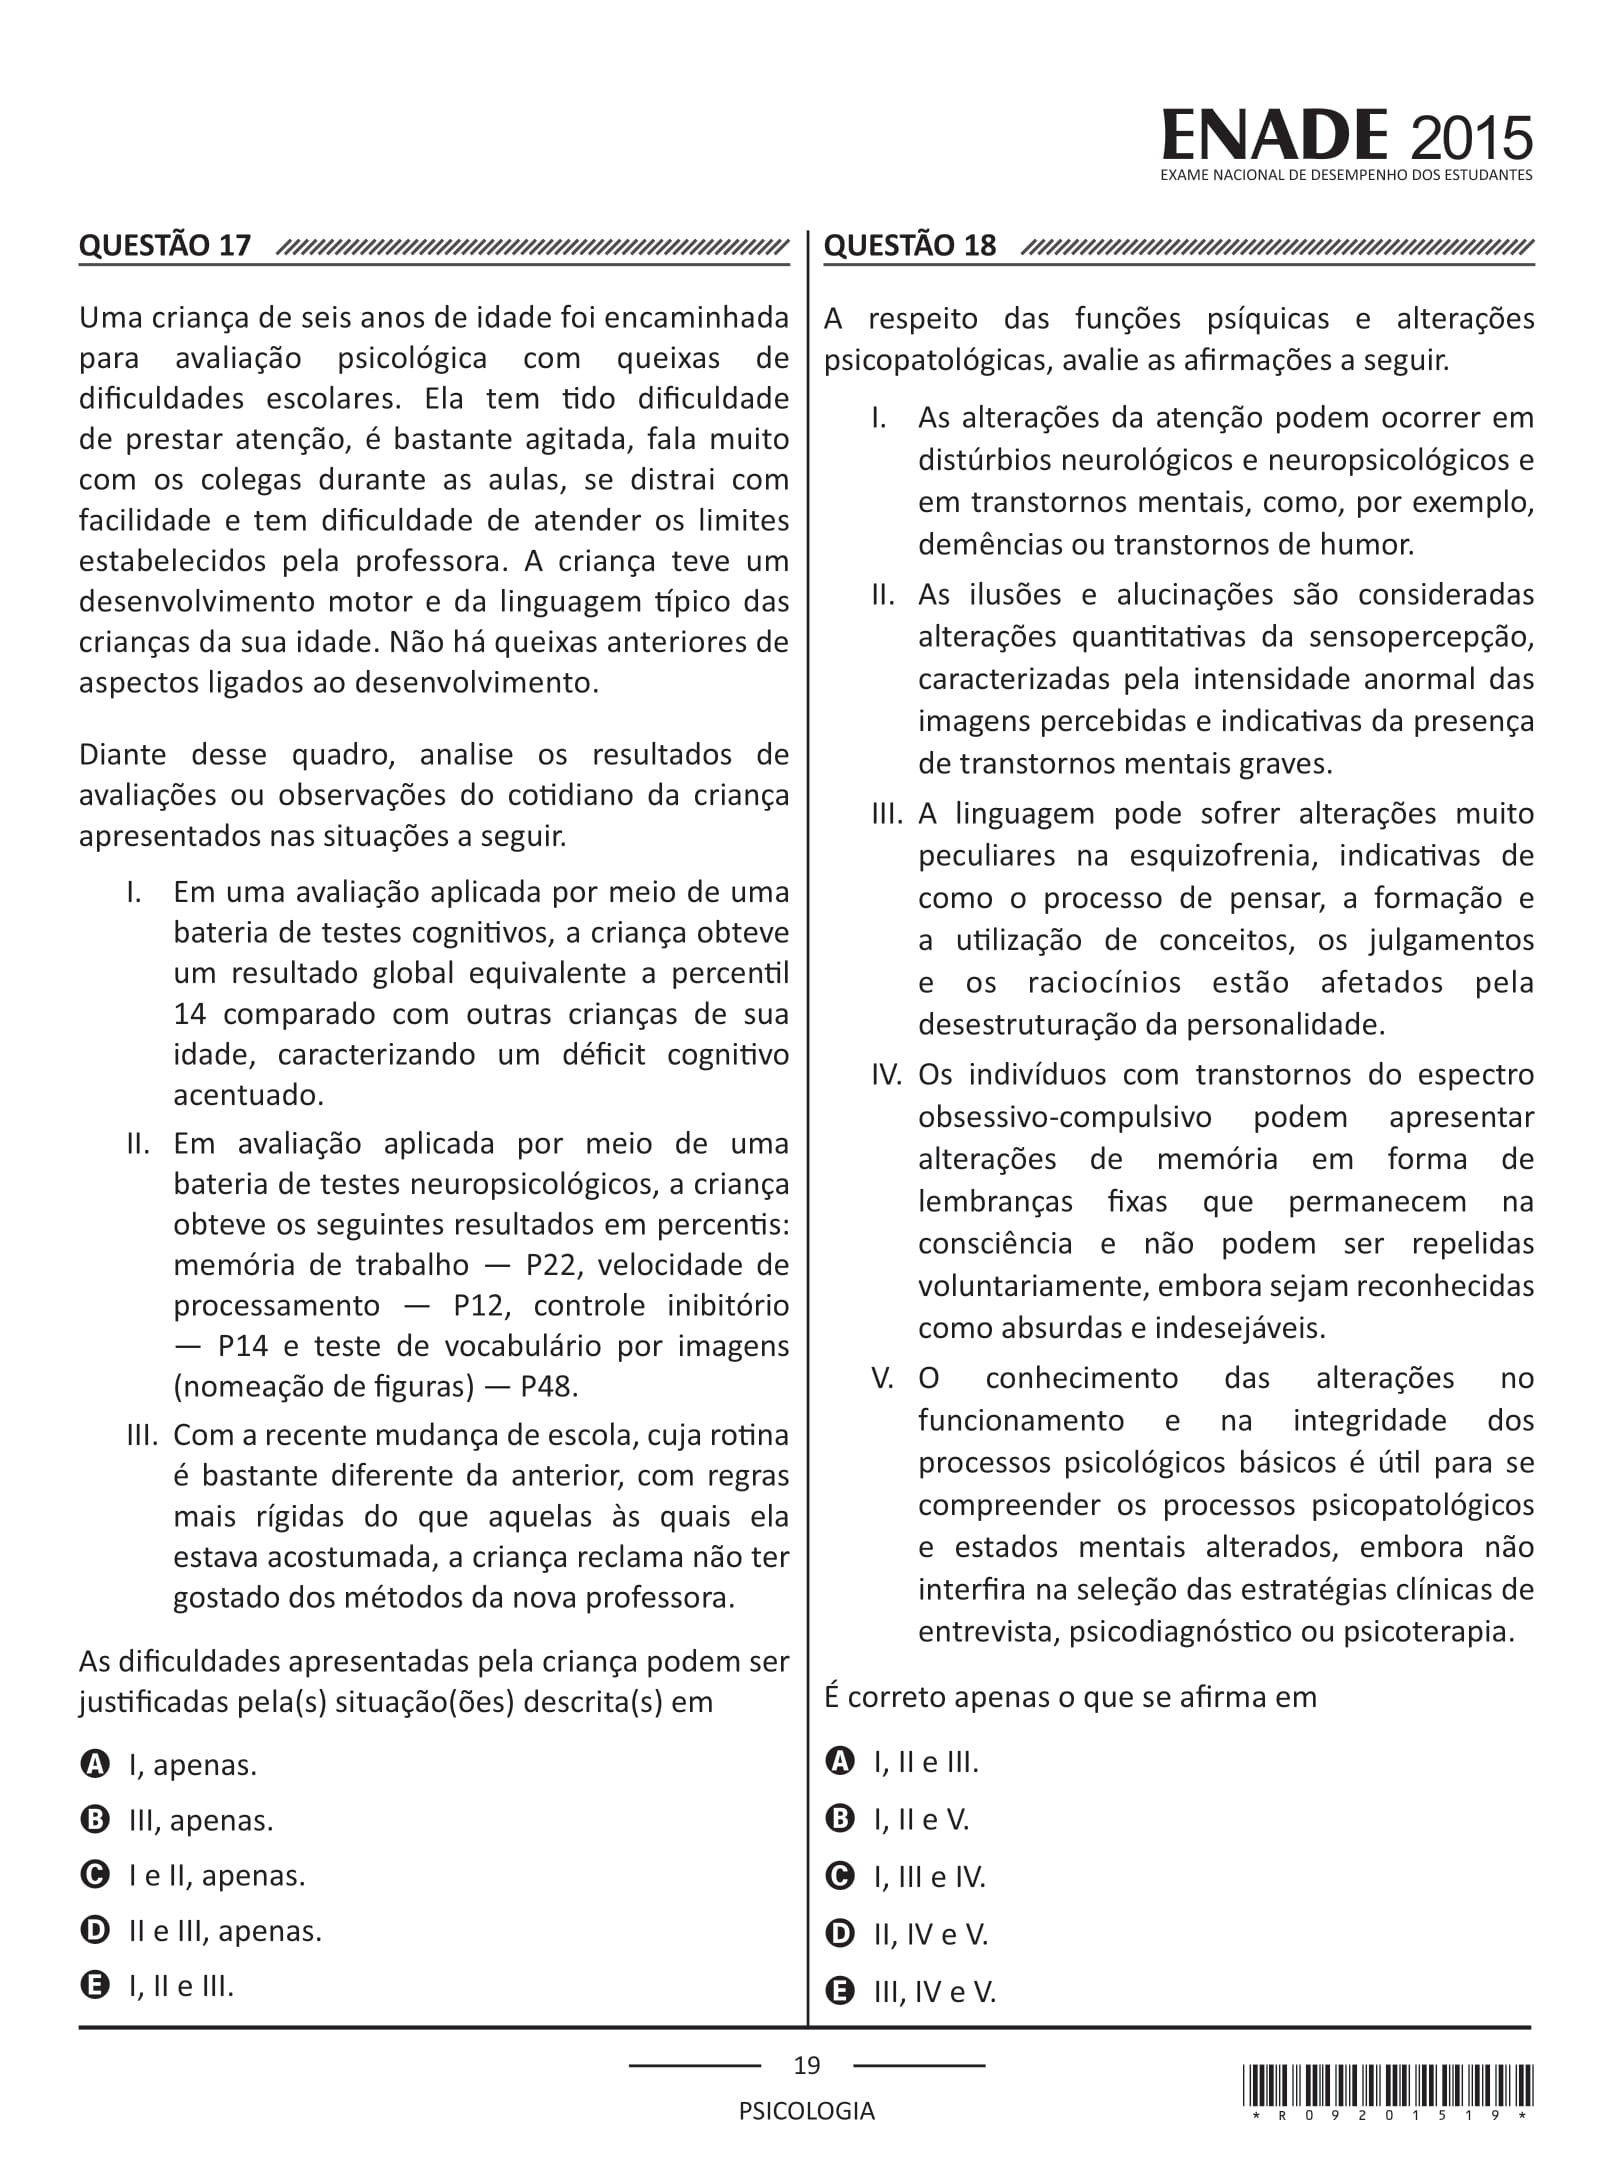 ENADE 2015
EXAME NACIONAL DE DESEMPENHO DOS ESTUDANTES
QUESTÃO 17
Uma criança de seis anos de idade foi encaminhada
para avaliação psicológica com queixas de
dificuldades escolares. Ela tem tido dificuldade
de prestar atenção, é bastante agitada, fala muito
com os colegas durante as aulas, se distrai com
facilidade e tem dificuldade de atender os limites
estabelecidos pela professora. A criança teve um
desenvolvimento motor e da linguagem típico das
crianças da sua idade. Não há queixas anteriores de
aspectos ligados ao desenvolvimento.
Diante desse quadro, analise os resultados de
avaliações ou observações do cotidiano da criança
apresentados nas situações a seguir.
I. Em uma avaliação aplicada por meio de uma
bateria de testes cognitivos, a criança obteve
um resultado global equivalente a percentil
14 comparado com outras crianças de sua
idade, caracterizando um déficit cognitivo
acentuado.
II. Em avaliação aplicada por meio de uma
bateria de testes neuropsicológicos, a criança
obteve os seguintes resultados em percentis:
memória de trabalho — P22, velocidade de
processamento — P12, controle inibitório
— P14 e teste de vocabulário por imagens
(nomeação de figuras) — P48.
III. Com a recente mudança de escola, cuja rotina
é bastante diferente da anterior, com regras
mais rígidas do que aquelas às quais ela
estava acostumada, a criança reclama não ter
gostado dos métodos da nova professora.
As dificuldades apresentadas pela criança podem ser
justificadas pela(s) situação(ões) descrita(s) em
A I, apenas.
B III, apenas.
C I e II, apenas.
D II e III, apenas.
E I, II e III.
QUESTÃO 18
A respeito das funções psíquicas e alterações
psicopatológicas, avalie as afirmações a seguir.
I. As alterações da atenção podem ocorrer em
distúrbios neurológicos e neuropsicológicos e
em transtornos mentais, como, por exemplo,
demências ou transtornos de humor.
II. As ilusões e alucinações são consideradas
alterações quantitativas da sensopercepção,
caracterizadas pela intensidade anormal das
imagens percebidas e indicativas da presença
de transtornos mentais graves.
III. A linguagem pode sofrer alterações muito
peculiares na esquizofrenia, indicativas de
como o processo de pensar, a formação e
a utilização de conceitos, os julgamentos
e os raciocínios estão afetados pela
desestruturação da personalidade.
IV. Os indivíduos com transtornos do espectro
obsessivo-compulsivo podem apresentar
alterações de memória em forma de
lembranças fixas que permanecem na
consciência e não podem ser repelidas
voluntariamente, embora sejam reconhecidas
como absurdas e indesejáveis.
V. O conhecimento das alterações no
funcionamento e na integridade dos
processos psicológicos básicos é útil para se
compreender os processos psicopatológicos
e estados mentais alterados, embora não
interfira na seleção das estratégias clínicas de
entrevista, psicodiagnóstico ou psicoterapia.
É correto apenas o que se afirma em
A I, II e III.
B I, II e V.
C I, III e IV.
D II, IV e V.
E III, IV e V.
19
PSICOLOGIA
* R 0 9 2 0 1 5 1 9 *